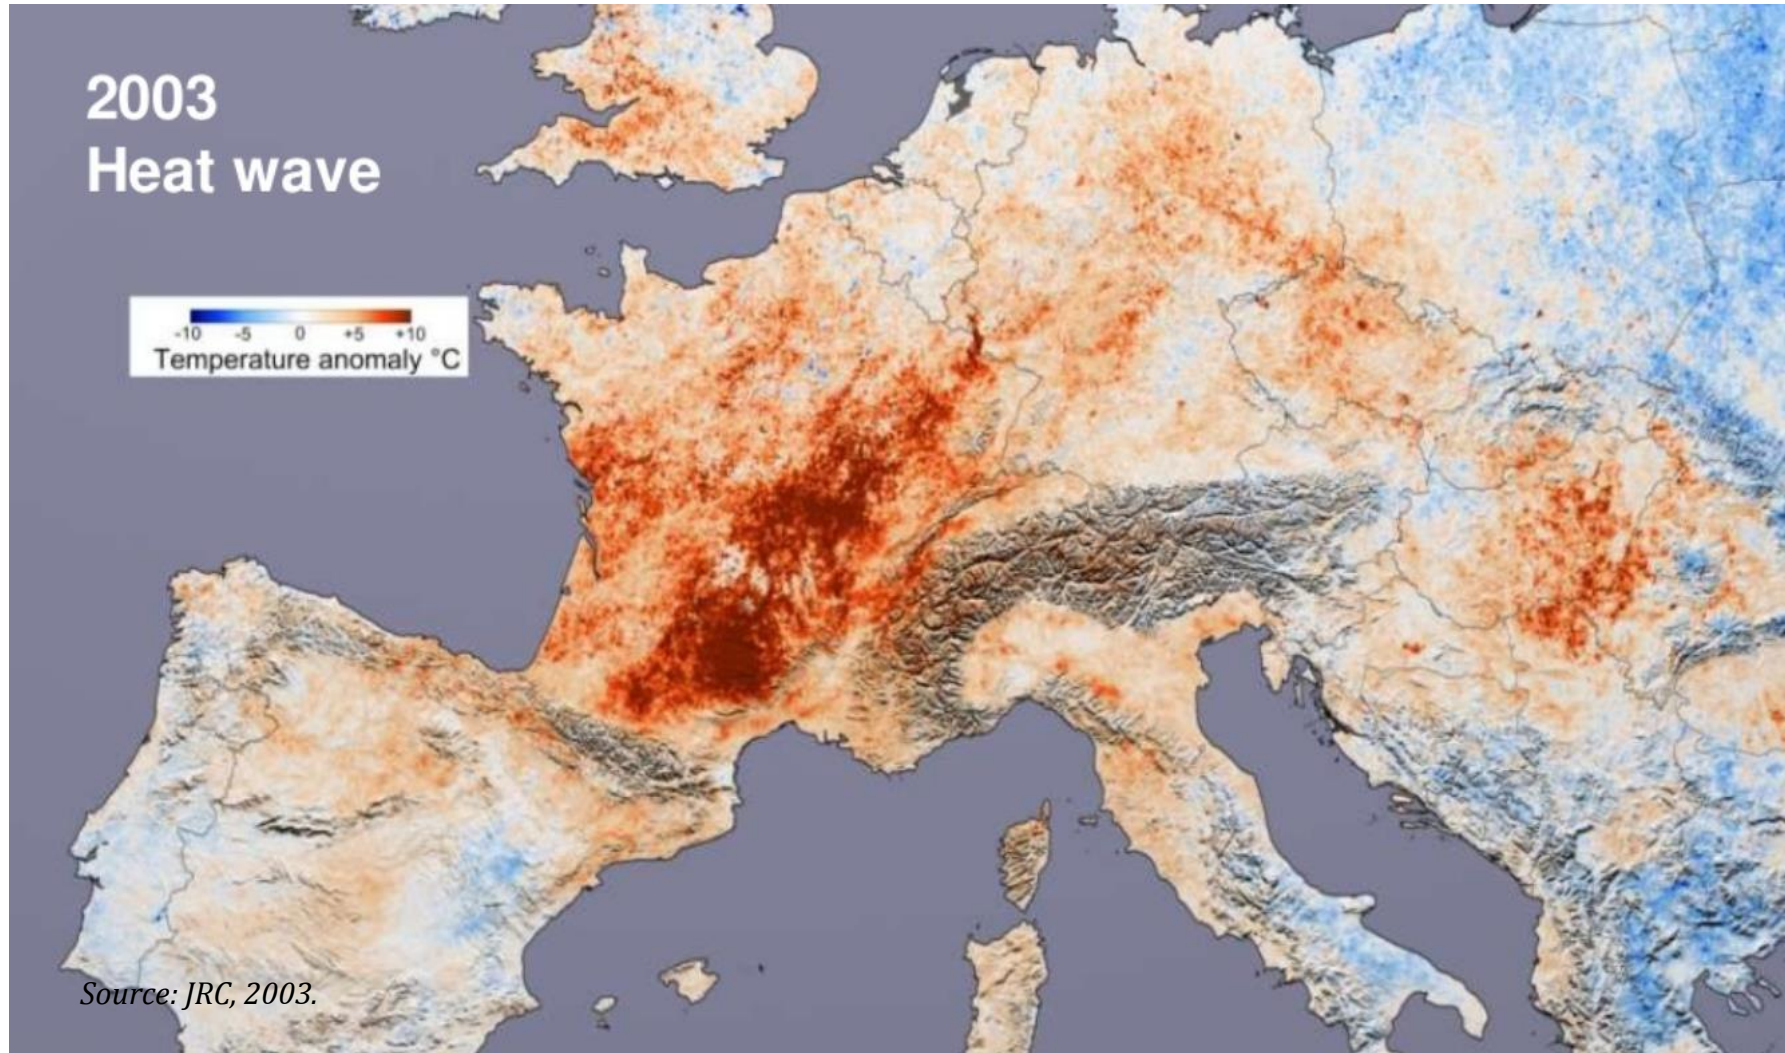 2003
Heat wave
-10 -5 0 +5 +10
Temperature anomaly °C
Source: JRC, 2003.